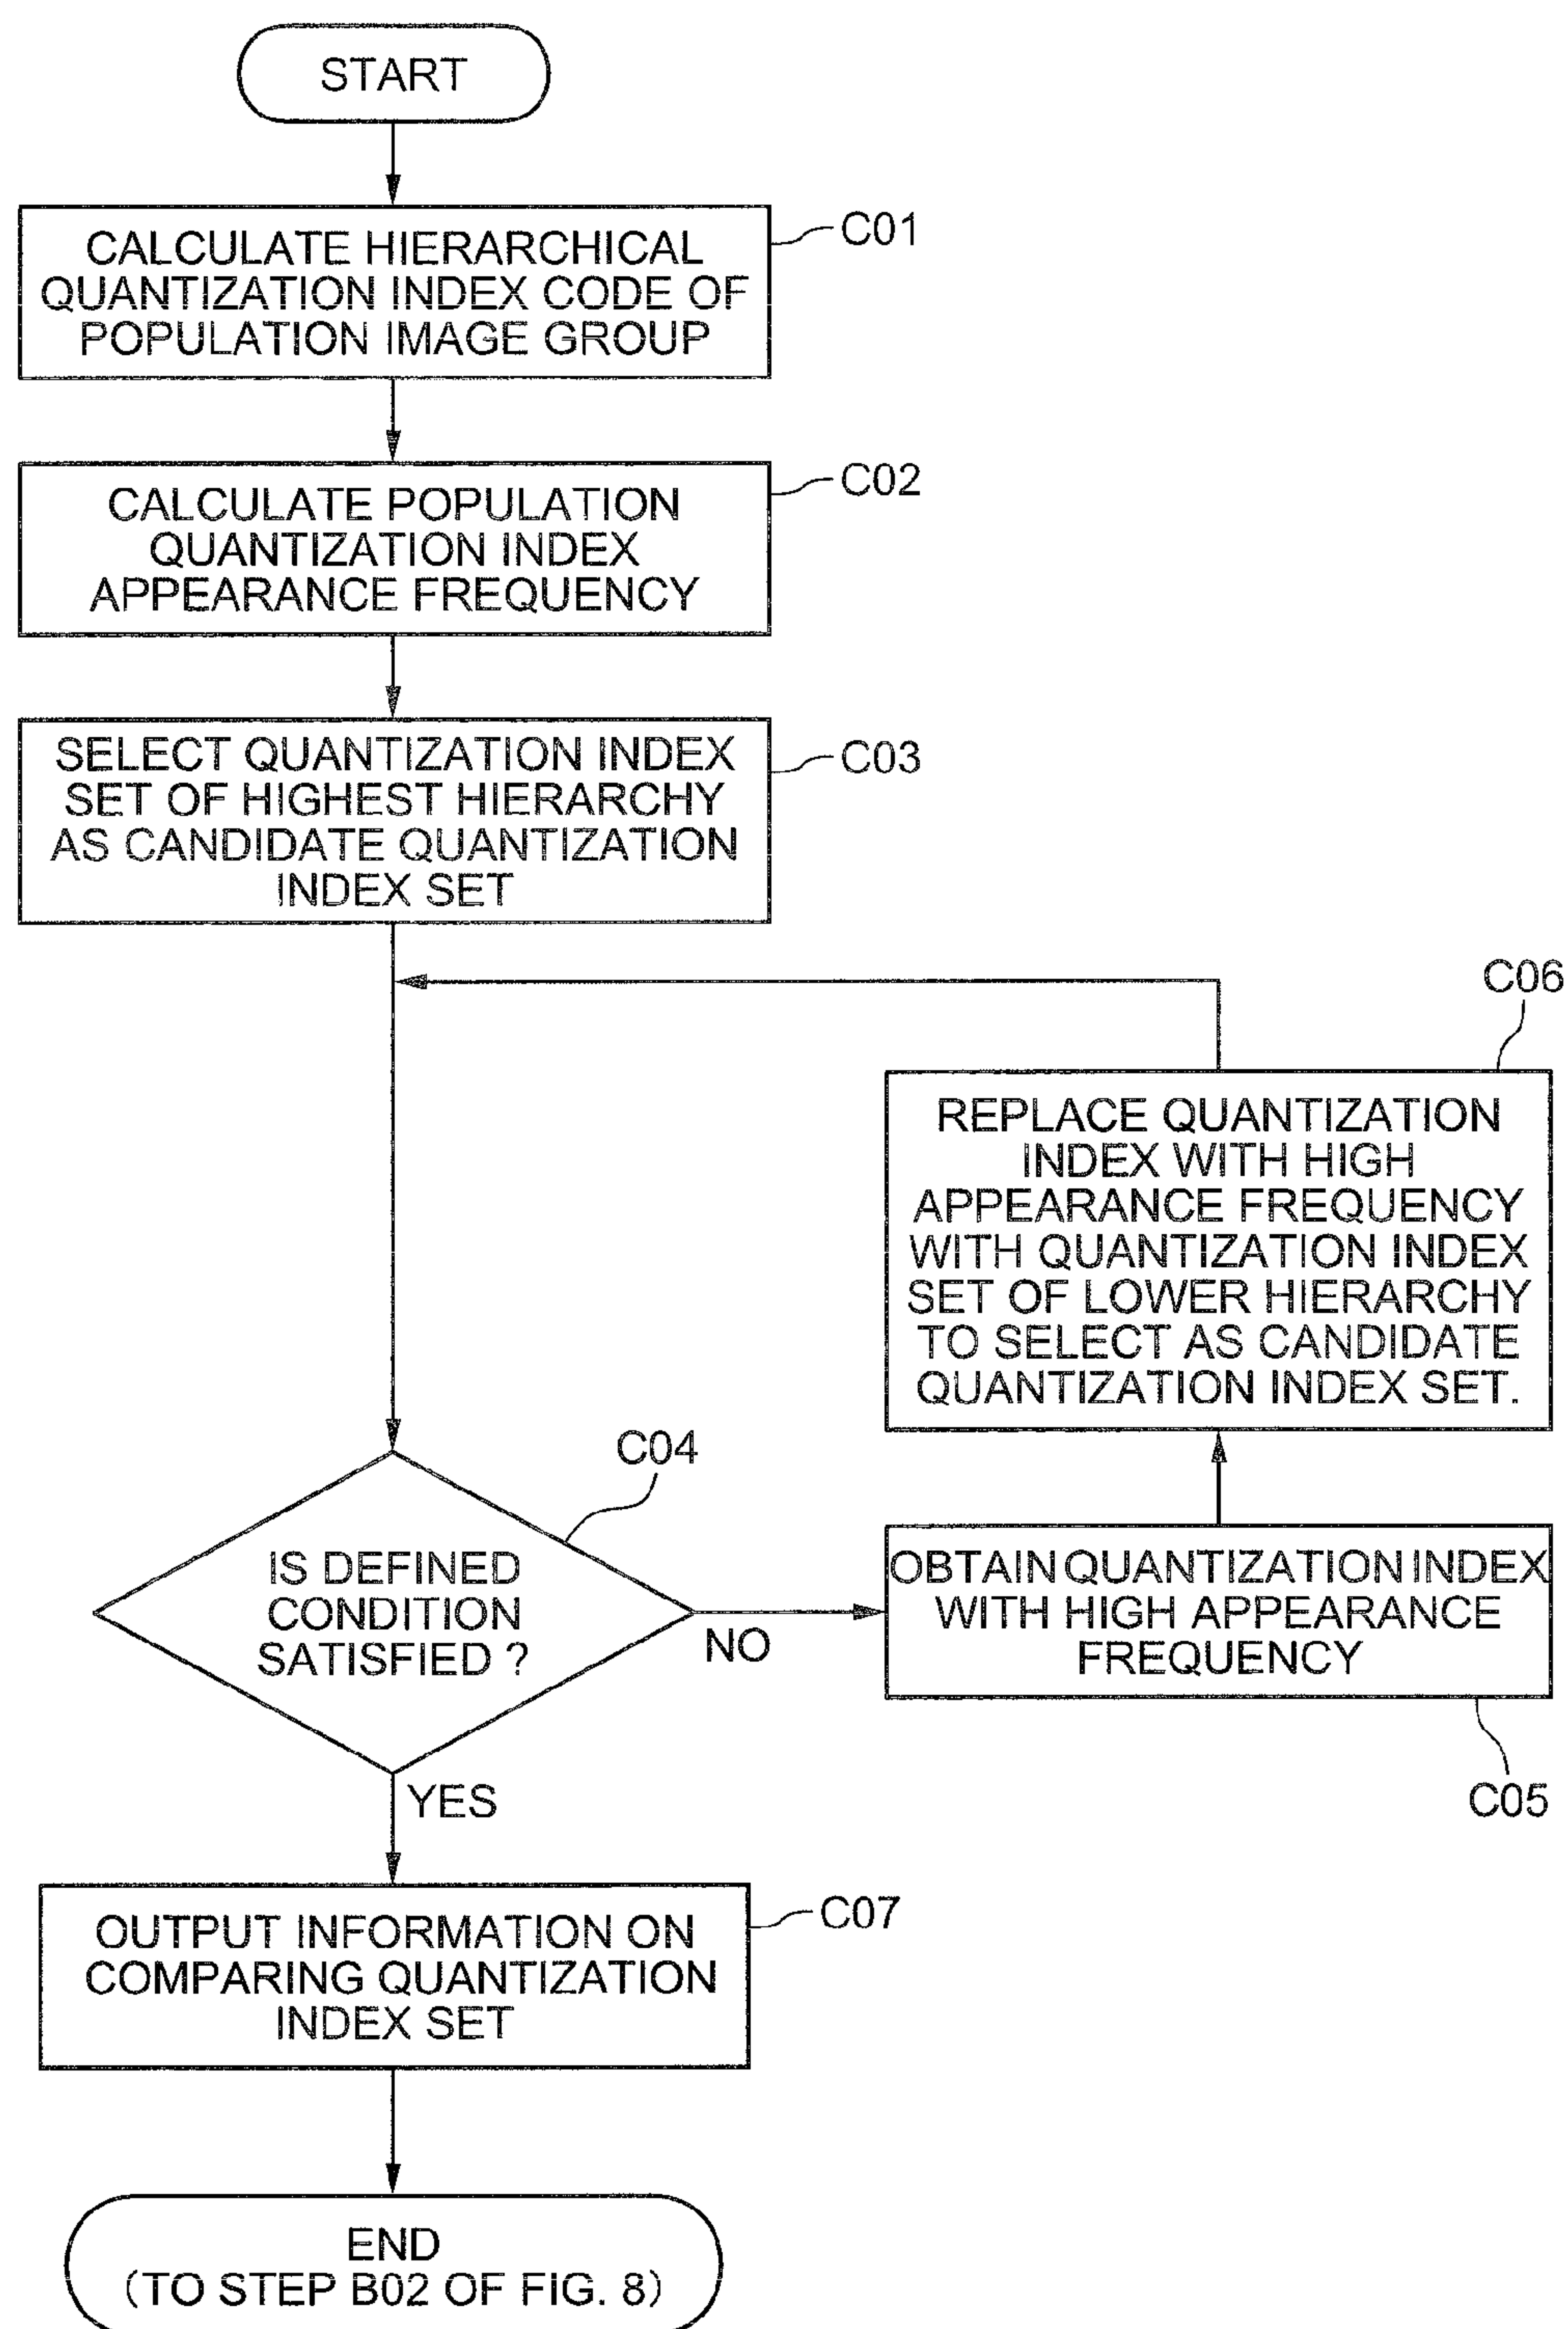 START
C01
CALCULATE HIERARCHICAL
QUANTIZATION INDEX CODE OF
POPULATION IMAGE GROUP
C02
CALCULATE POPULATION
QUANTIZATION INDEX
APPEARANCE FREQUENCY
C03
SELECT QUANTIZATION INDEX
SET OF HIGHEST HIERARCHY
AS CANDIDATE QUANTIZATION
INDEX SET
C04
IS DEFINED
CONDITION
SATISFIED ?
NO
YES
C05
OBTAIN QUANTIZATION INDEX
WITH HIGH APPEARANCE
FREQUENCY
C06
REPLACE QUANTIZATION
INDEX WITH HIGH
APPEARANCE FREQUENCY
WITH QUANTIZATION INDEX
SET OF LOWER HIERARCHY
TO SELECT AS CANDIDATE
QUANTIZATION INDEX SET.
C07
OUTPUT INFORMATION ON
COMPARING QUANTIZATION
INDEX SET
END
(TO STEP B02 OF FIG. 8)